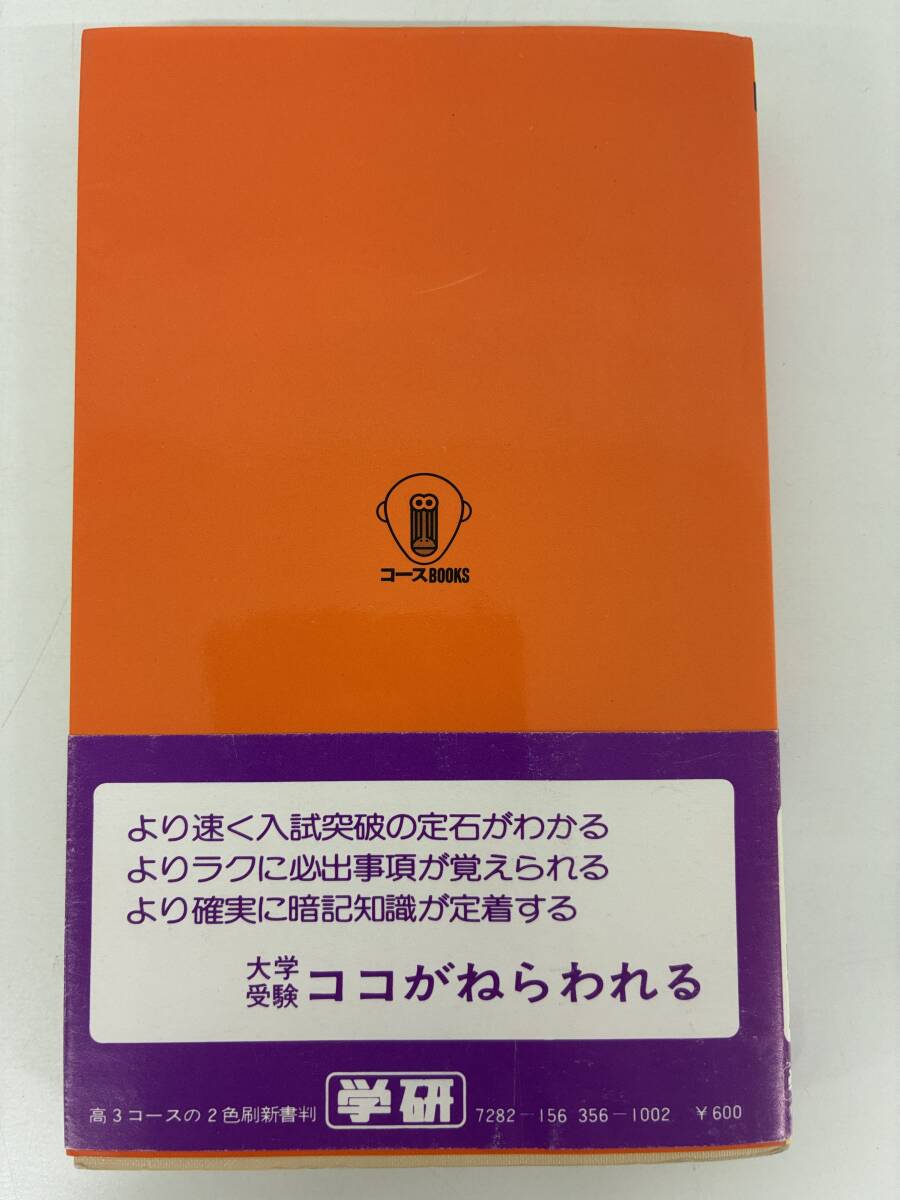 コースBOOKS
より速く入試突破の定石がわかる
よりラクに必出事項が覚えられる
より確実に暗記知識が定着する
大学
受験 ココがねらわれる
高3コースの2色刷新書判 学研 7282-156 356-1002 ¥600